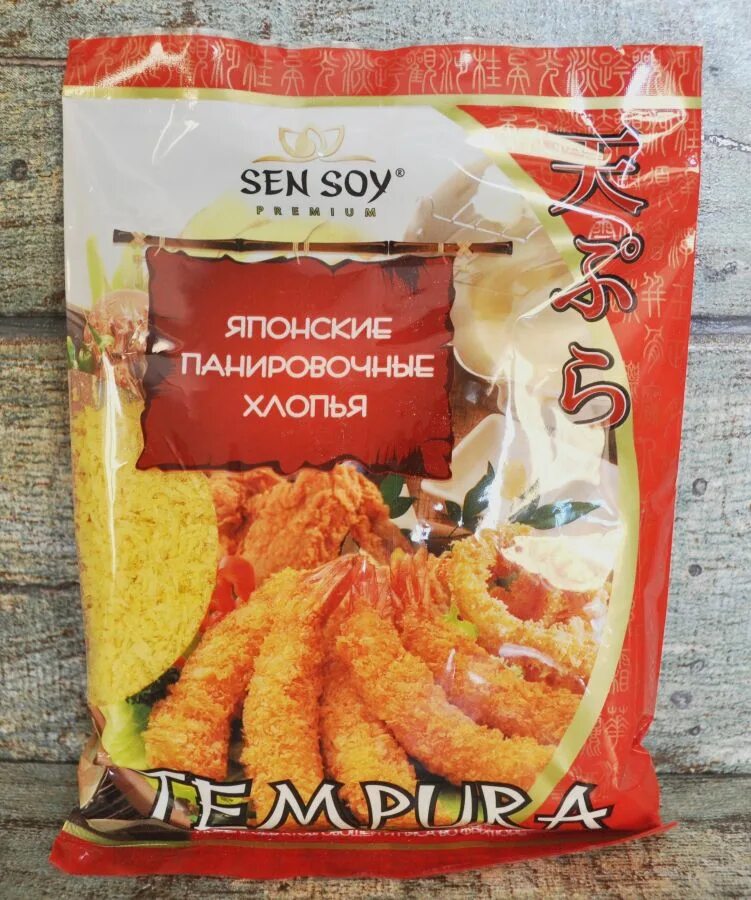 SEN SOY®
PREMIUM
ЯПОНСКИЕ
ПАНИРОВОЧНЫЕ
ХЛОПЬЯ
天ぷら
TEMPURA